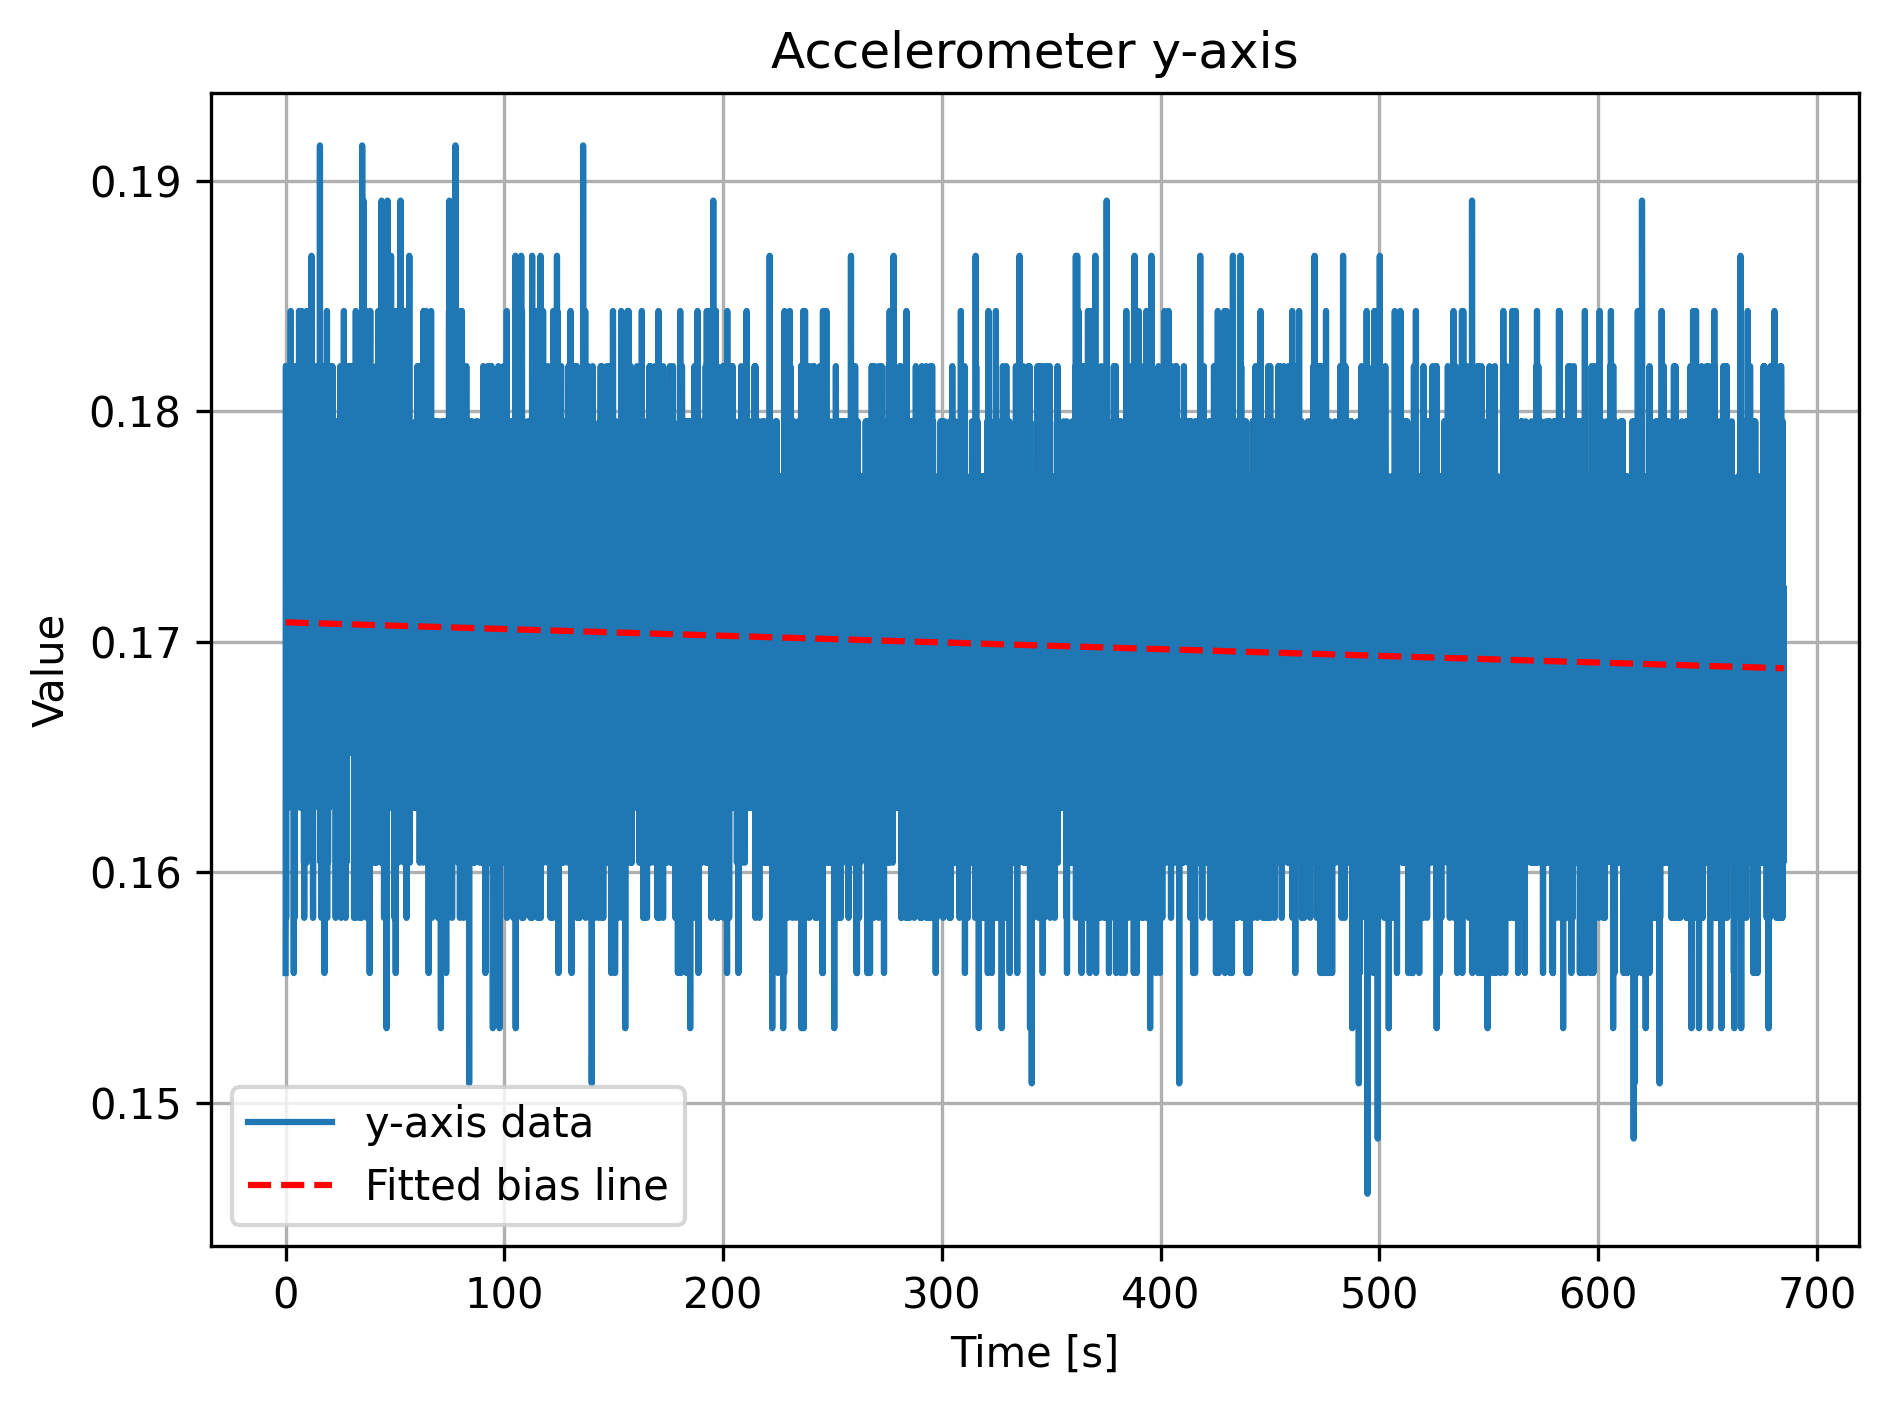 Accelerometer y-axis
Value
0.19
0.18
0.17
0.16
0.15
y-axis data
Fitted bias line
0 100 200 300 400 500 600 700
Time [s]